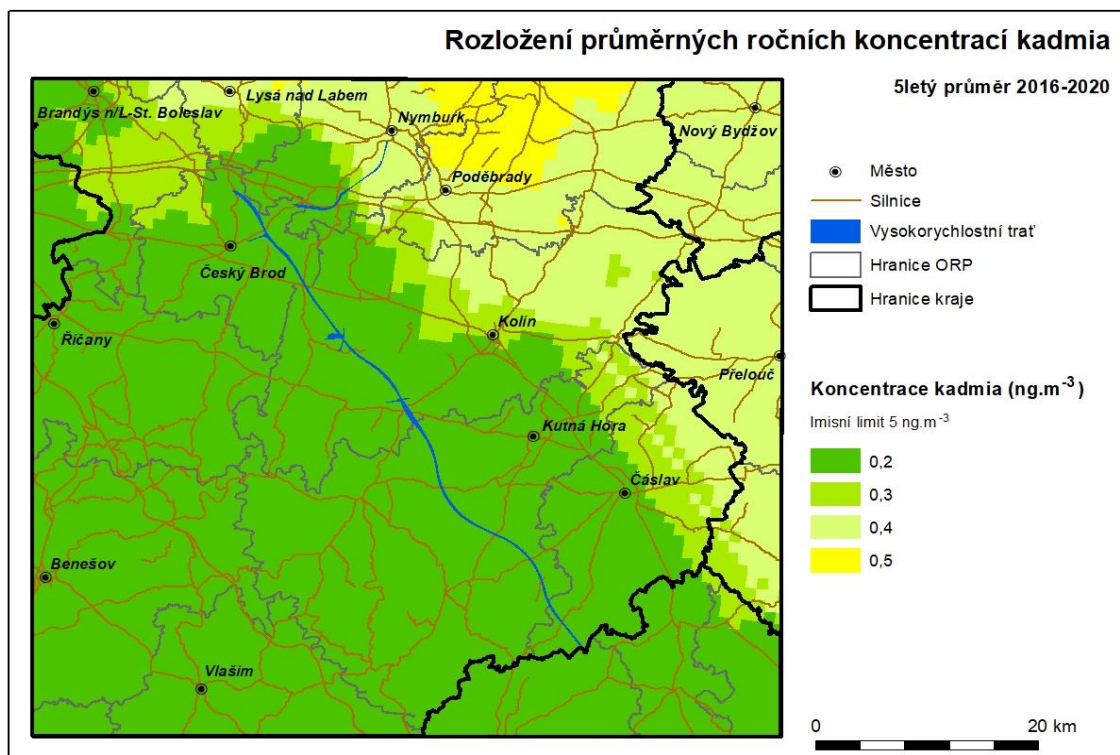 Rozložení průměrných ročních koncentrací kadmia
5letý průměr 2016-2020
Brandýs n/L-St. Boleslav
Lysá nad Labem
Nymburk
Nový Bydžov
Poděbrady
Český Brod
Říčany
Kolín
Přelouč
Kutná Hora
Čáslav
Benešov
Vlašim
Město
Silnice
Vysokorychlostní trať
Hranice ORP
Hranice kraje
Koncentrace kadmia (ng.m⁻³)
Imisní limit 5 ng.m⁻³
0,2
0,3
0,4
0,5
0 20 km